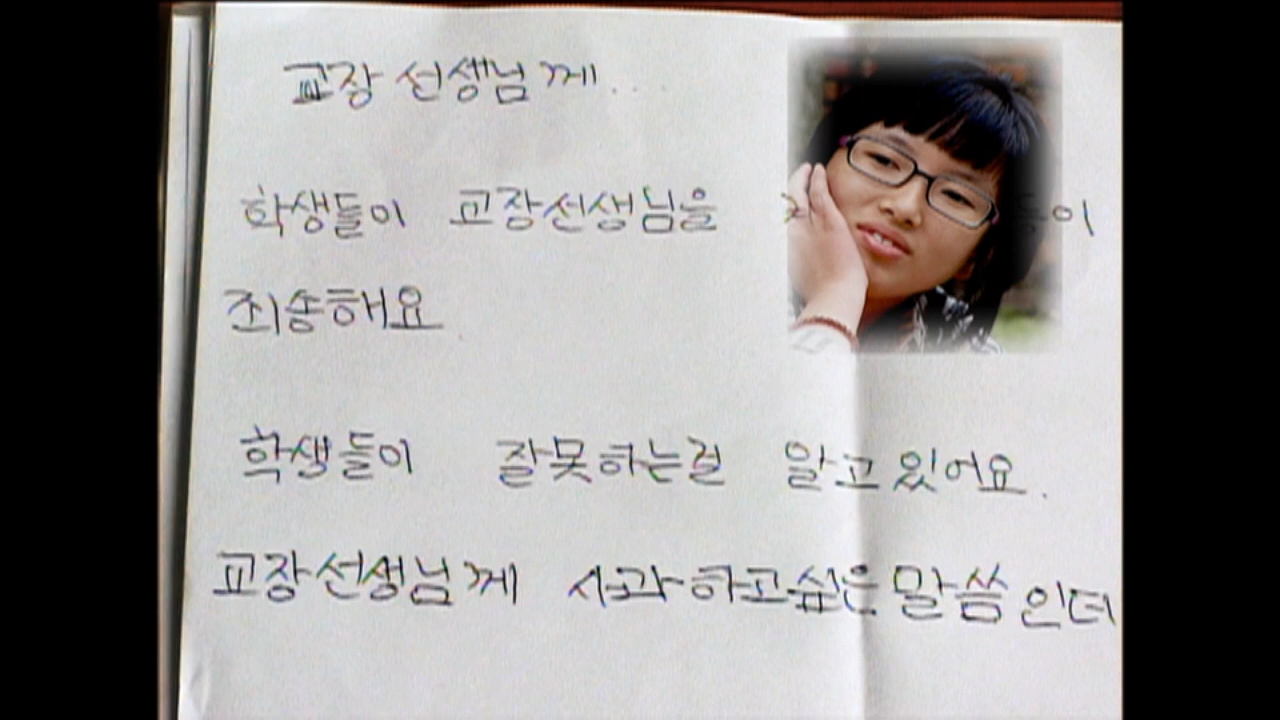 교장 선생님께...
학생들이 교장선생님을
죄송해요
학생들이 잘못하는걸 알고있어요.
교장선생님께 사과하고싶은 말씀인데